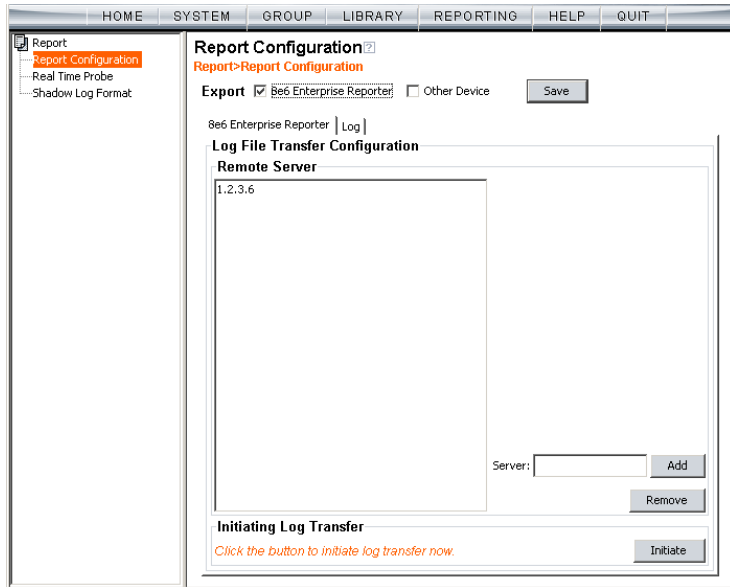 HOME SYSTEM GROUP LIBRARY REPORTING HELP QUIT
Report
Report Configuration
Real Time Probe
Shadow Log Format
Report Configuration?
Report>Report Configuration
Export 8e6 Enterprise Reporter Other Device Save
8e6 Enterprise Reporter Log
Log File Transfer Configuration
Remote Server
1.2.3.6
Server: Add
Remove
Initiating Log Transfer
Click the button to initiate log transfer now. Initiate